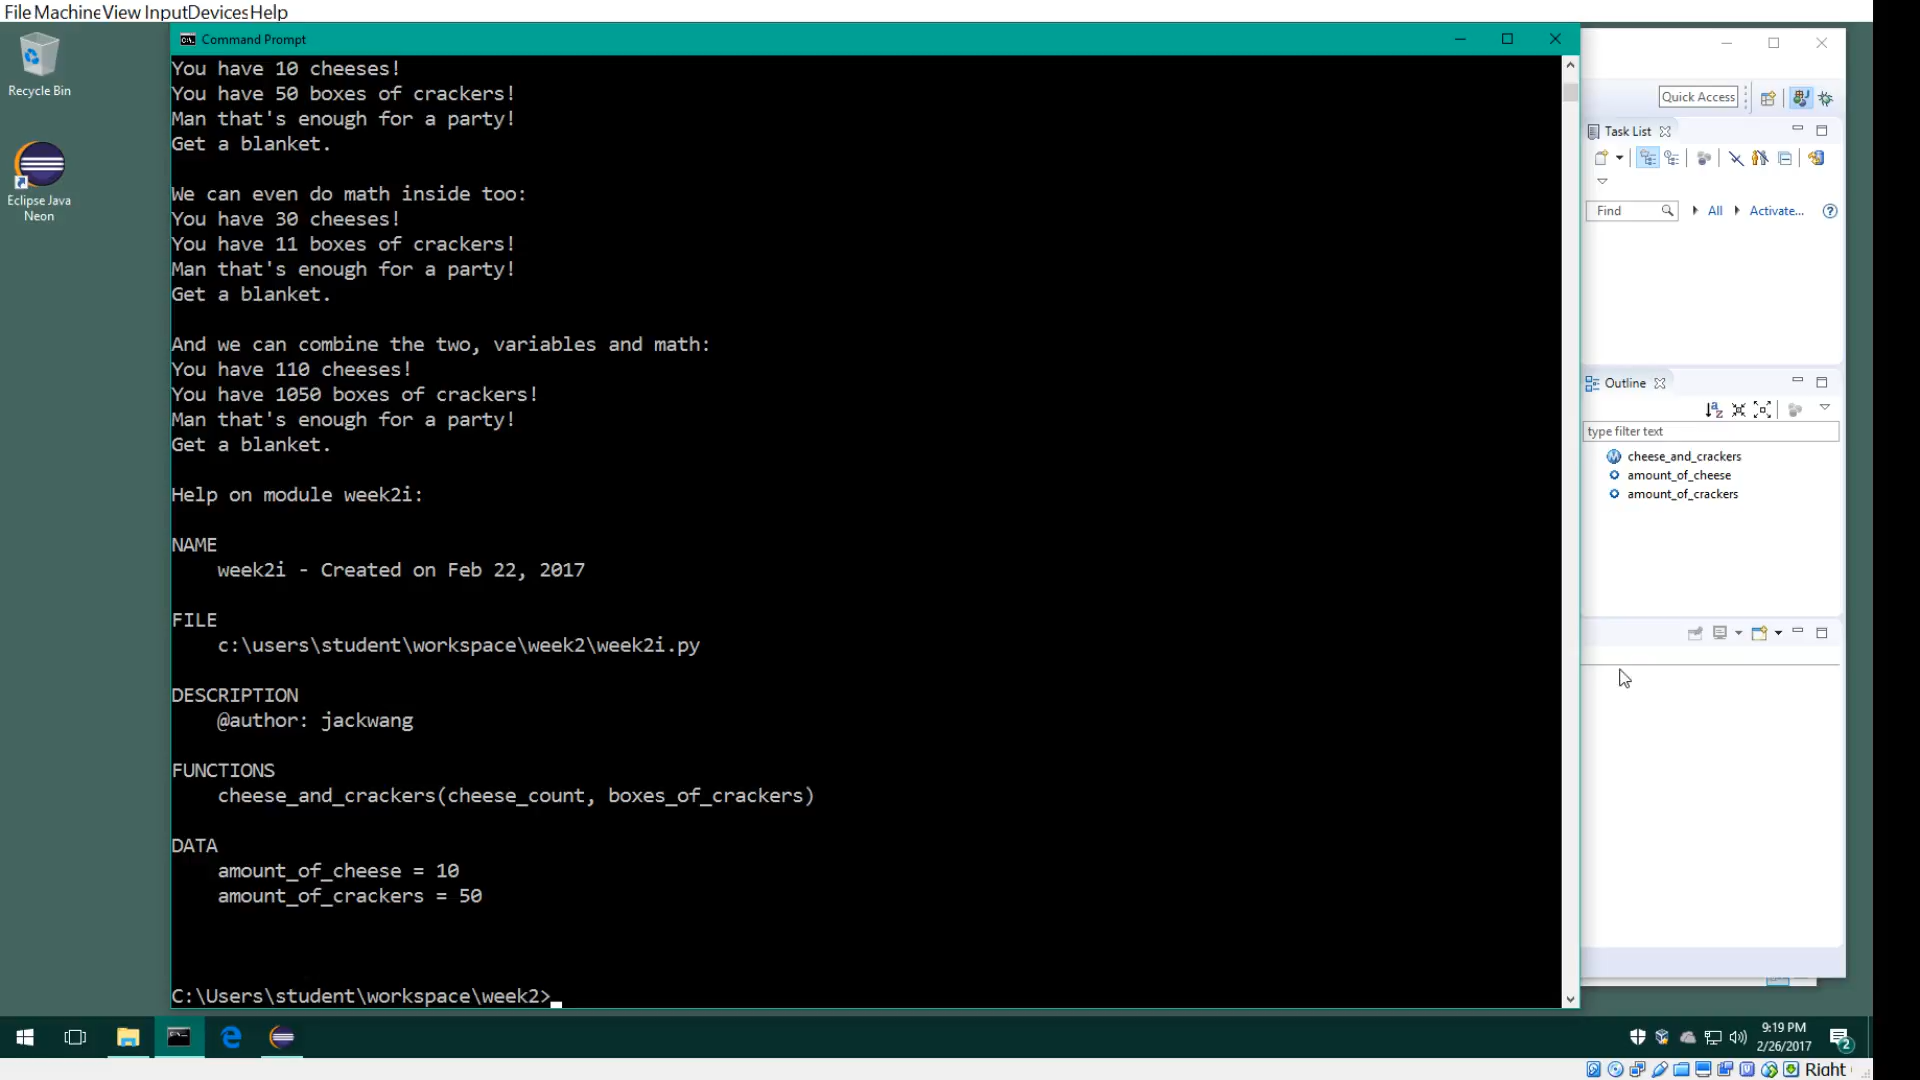 File Machine View Input Devices Help
Recycle Bin
Eclipse Java
Neon
Command Prompt
You have 10 cheeses!
You have 50 boxes of crackers!
Man that's enough for a party!
Get a blanket.
We can even do math inside too:
You have 30 cheeses!
You have 11 boxes of crackers!
Man that's enough for a party!
Get a blanket.
And we can combine the two, variables and math:
You have 110 cheeses!
You have 1050 boxes of crackers!
Man that's enough for a party!
Get a blanket.
Help on module week2i:
NAME
week2i - Created on Feb 22, 2017
FILE
c:\users\student\workspace\week2\week2i.py
DESCRIPTION
@author: jackwang
FUNCTIONS
cheese_and_crackers(cheese_count, boxes_of_crackers)
DATA
amount_of_cheese = 10
amount_of_crackers = 50
C:\Users\student\workspace\week2>
Quick Access
Task List
Find
All
Activate...
Outline
type filter text
cheese_and_crackers
amount_of_cheese
amount_of_crackers
9:19 PM
2/26/2017
2
Right